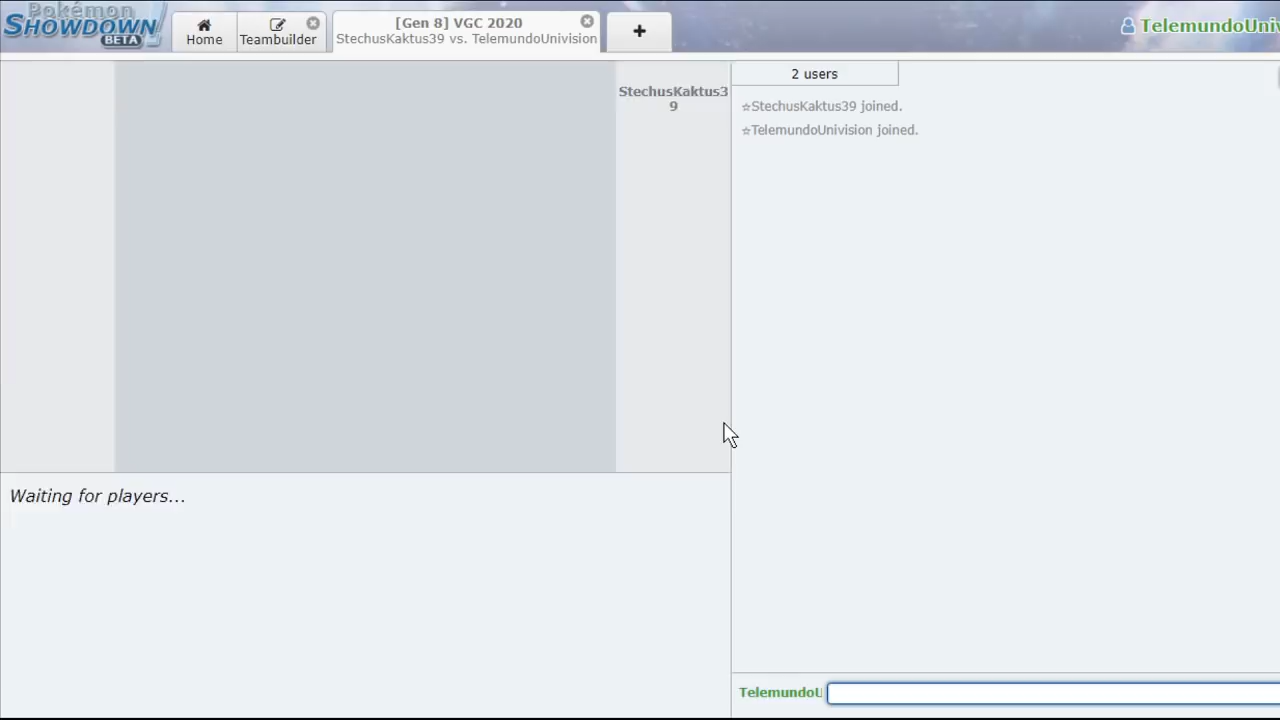 Pokémon
SHOWDOWN
BETA
Home
Teambuilder
[Gen 8] VGC 2020
StechusKaktus39 vs. TelemundoUnivision
+
TelemundoUniv
StechusKaktus3
9
2 users
☆StechusKaktus39 joined.
☆TelemundoUnivision joined.
Waiting for players...
TelemundoU